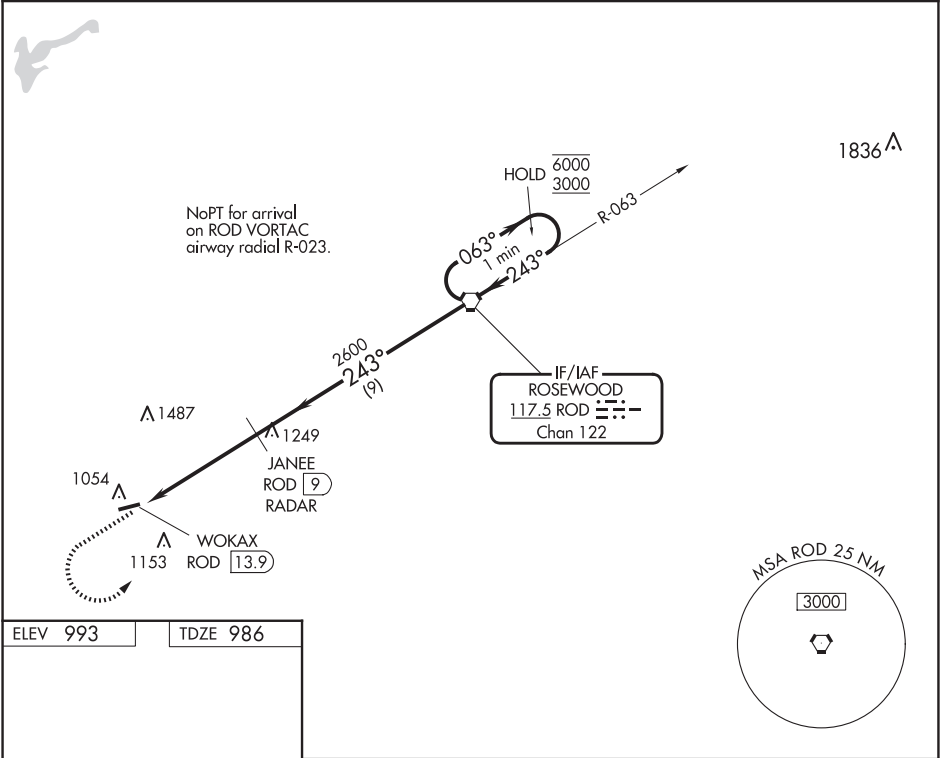 1836
HOLD
6000
3000
R-063
NoPT for arrival
on ROD VORTAC
airway radial R-023.
063°
1 min
243°
2600
243°
(9)
IF/IAF
ROSEWOOD
117.5 ROD
Chan 122
1487
1249
JANEE
ROD 9
RADAR
1054
WOKAX
ROD 13.9
1153
MSA ROD 25 NM
3000
ELEV 993
TDZE 986